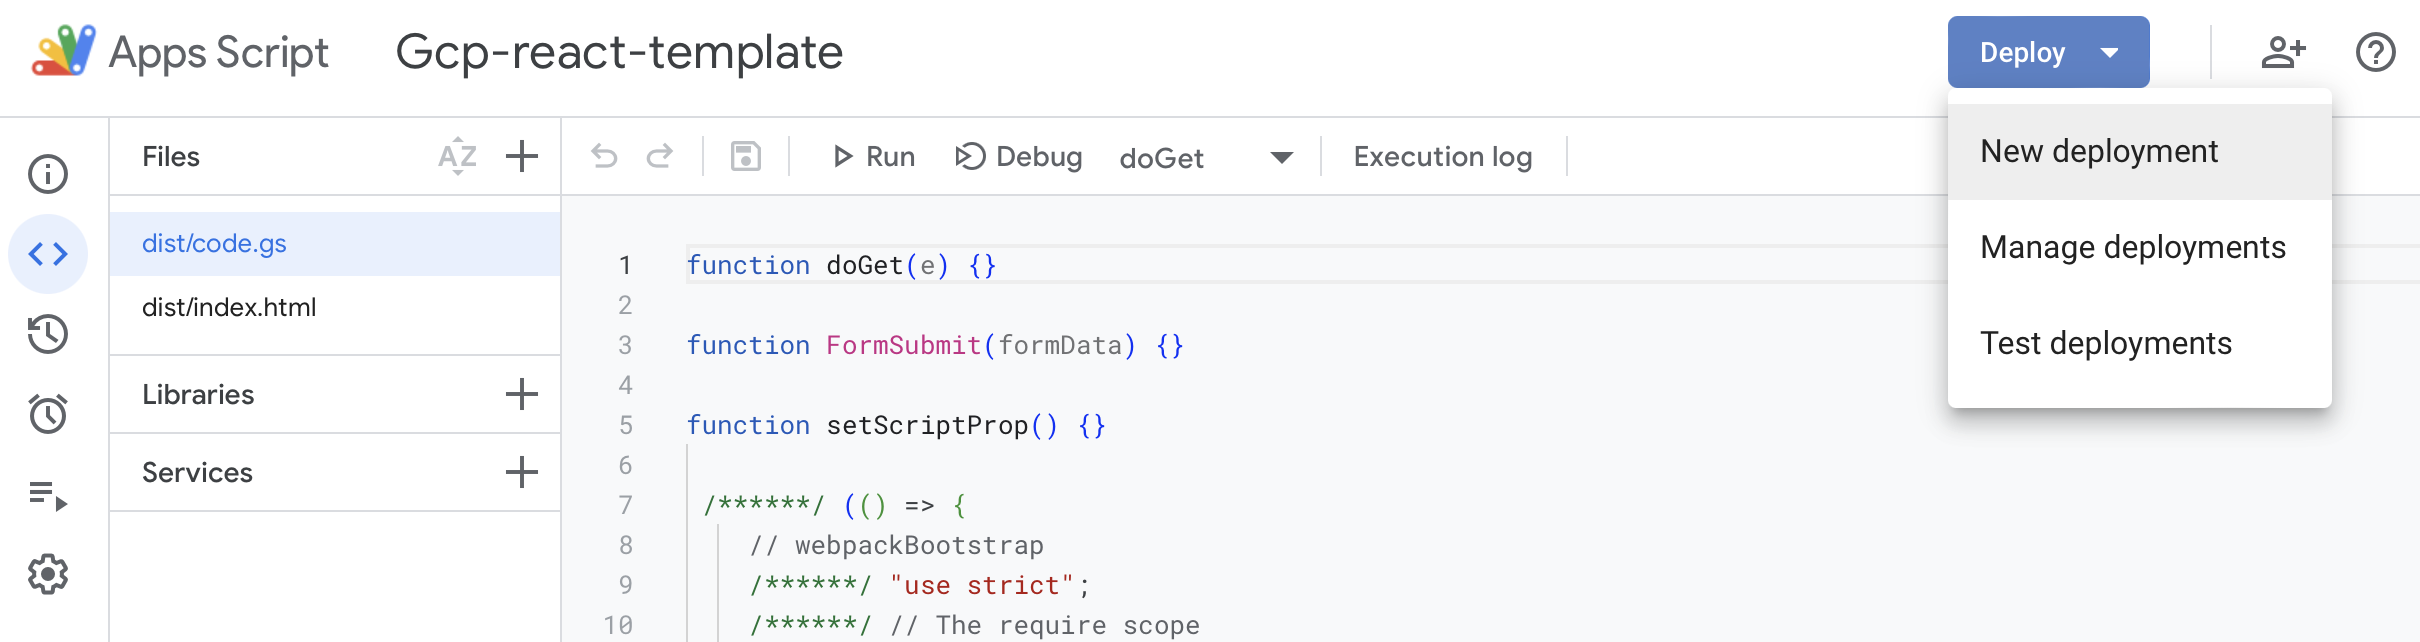 Apps Script
Gcp-react-template
Deploy
New deployment
Manage deployments
Test deployments
Files
AZ
dist/code.gs
dist/index.html
Libraries
Services
Run
Debug
doGet
Execution log
1 function doGet(e) {}
2
3 function FormSubmit(formData) {}
4
5 function setScriptProp() {}
6
7 /******/ (() => {
8 // webpackBootstrap
9 /******/ "use strict";
10 /******/ // The require scope